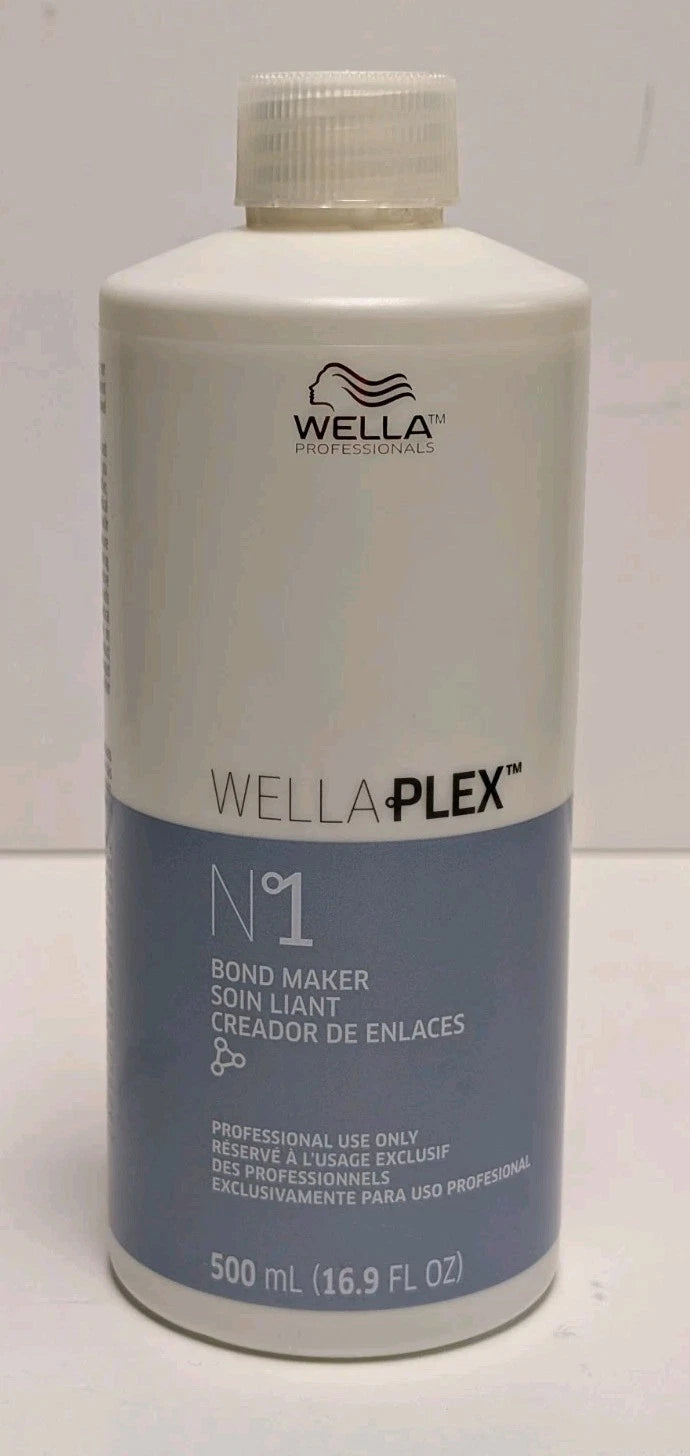 WELLA™
PROFESSIONALS
WELLAPLEX™
N°1
BOND MAKER
SOIN LIANT
CREADOR DE ENLACES
PROFESSIONAL USE ONLY
RÉSERVÉ À L'USAGE EXCLUSIF
DES PROFESSIONNELS
EXCLUSIVAMENTE PARA USO PROFESIONAL
500 mL (16.9 FL OZ)